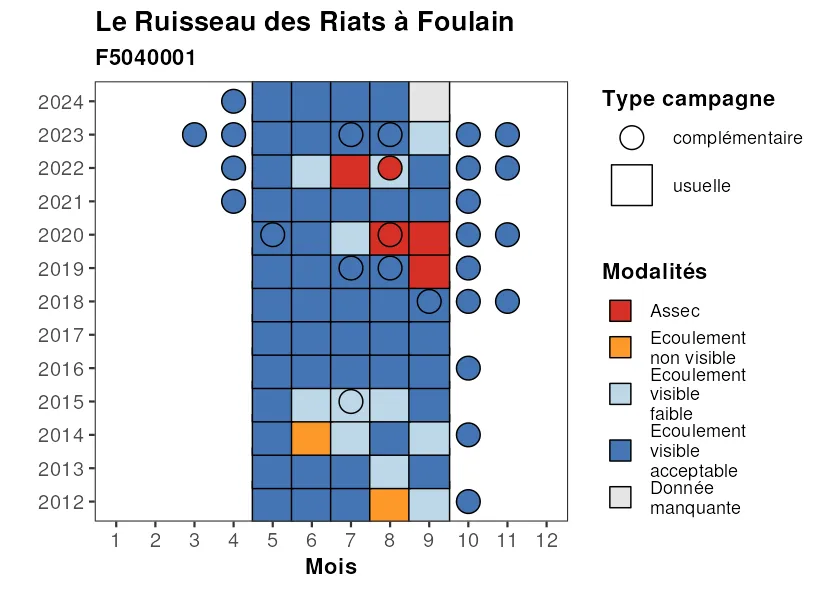 Le Ruisseau des Riats à Foulain
F5040001
2024
2023
2022
2021
2020
2019
2018
2017
2016
2015
2014
2013
2012
1 2 3 4 5 6 7 8 9 10 11 12
Mois
Type campagne
complémentaire
usuelle
Modalités
Assec
Ecoulement
non visible
Ecoulement
visible
faible
Ecoulement
visible
acceptable
Donnée
manquante